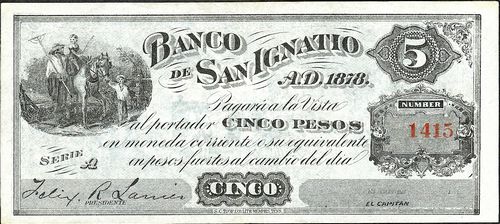 BANCO
DE SAN IGNATIO
A.D. 1878.
5
Pagará a la Vista
al portador CINCO PESOS
en moneda corriente o su equivalente
en pesos fuertes al cambio del dia
NUMBER
1415
SERIE A
Felix R. Lanier
PRESIDENTE
CINCO
EL CAPITAN